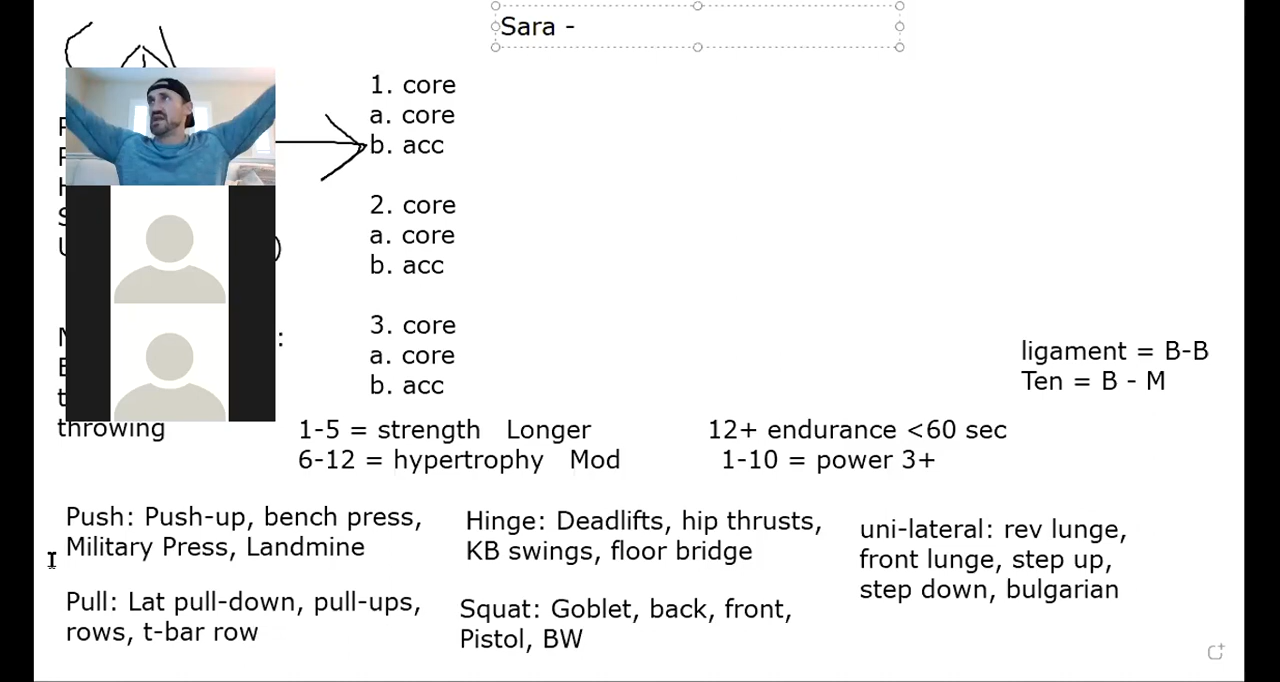 Sara -
1. core
a. core
b. acc
2. core
a. core
b. acc
3. core
a. core
b. acc
ligament = B-B
Ten = B - M
throwing
1-5 = strength Longer
6-12 = hypertrophy Mod
12+ endurance <60 sec
1-10 = power 3+
Push: Push-up, bench press,
Military Press, Landmine
Hinge: Deadlifts, hip thrusts,
KB swings, floor bridge
uni-lateral: rev lunge,
front lunge, step up,
step down, bulgarian
Pull: Lat pull-down, pull-ups,
rows, t-bar row
Squat: Goblet, back, front,
Pistol, BW